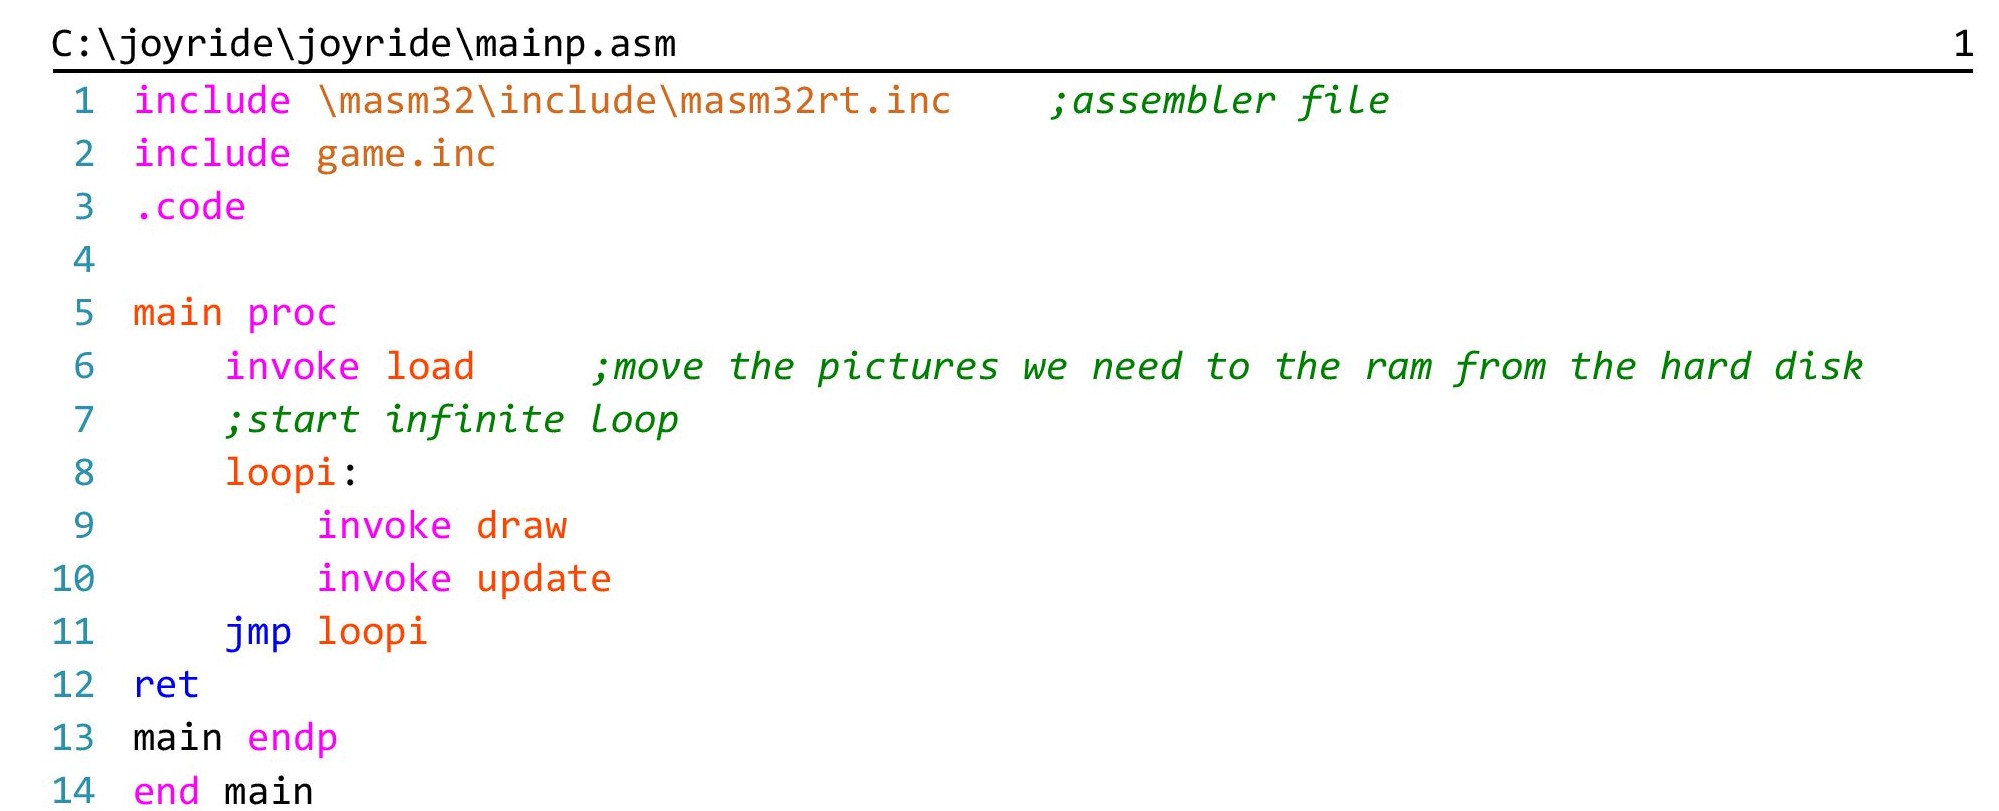 C:\joyride\joyride\mainp.asm 1
1 include \masm32\include\masm32rt.inc    ;assembler file
2 include game.inc
3 .code
4
5 main proc
6     invoke load     ;move the pictures we need to the ram from the hard disk
7     ;start infinite loop
8     loopi:
9         invoke draw
10         invoke update
11     jmp loopi
12 ret
13 main endp
14 end main